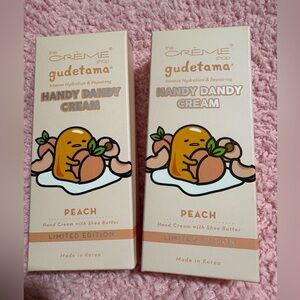 the
CRÈME
shop
gudetama
Intense Hydration & Repairing
HANDY DANDY
CREAM
PEACH
Hand Cream with Shea Butter
LIMITED EDITION
Made in Korea
the
CRÈME
shop
gudetama
Intense Hydration & Repairing
HANDY DANDY
CREAM
PEACH
Hand Cream with Shea Butter
LIMITED EDITION
Made in Korea